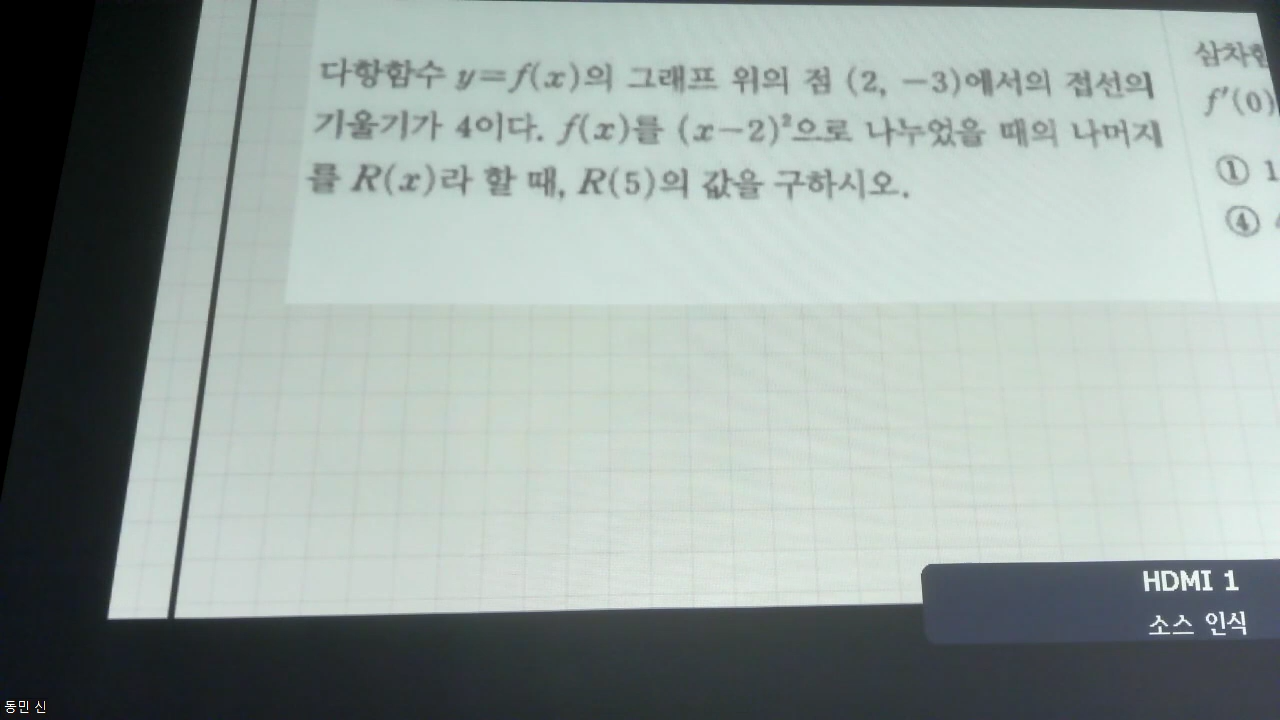 다항함수 y=f(x)의 그래프 위의 점 (2, -3)에서의 접선의
기울기가 4이다. f(x)를 (x-2)²으로 나누었을 때의 나머지
를 R(x)라 할 때, R(5)의 값을 구하시오.
f'(0)
① 1
④
HDMI 1
소스 인식
동민 신